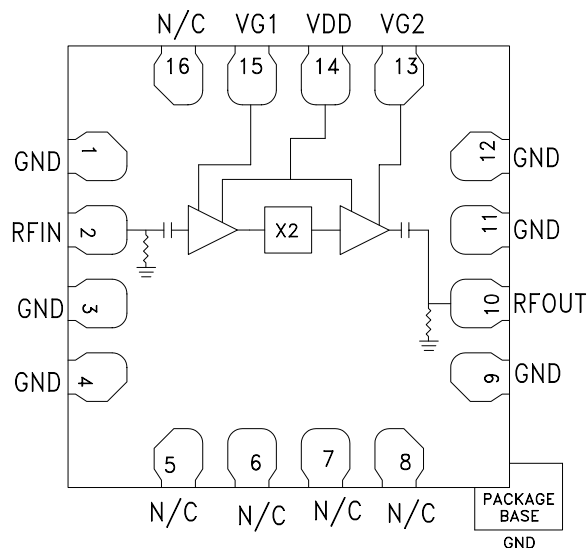 N/C VG1 VDD VG2
16 15 14 13
1 12
GND GND
RFIN 2 11 GND
X2
GND 3 10 RFOUT
GND 4 9 GND
5 6 7 8
N/C N/C N/C N/C
PACKAGE
BASE
GND